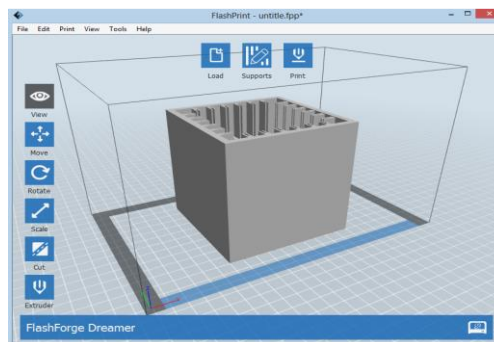 FlashPrint - untitle.fpp*
File Edit Print View Tools Help
Load Supports Print
View
Move
Rotate
Scale
Cut
Extruder
FlashForge Dreamer